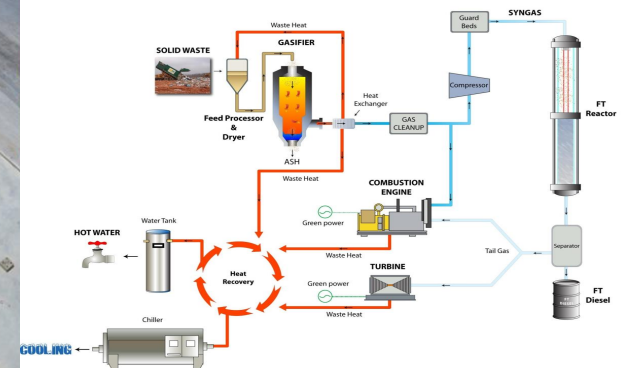 Waste Heat
SOLID WASTE
GASIFIER
Feed Processor
&
Dryer
ASH
Heat
Exchanger
GAS
CLEANUP
Compressor
Guard
Beds
SYNGAS
FT
Reactor
Waste Heat
COMBUSTION
ENGINE
Green power
Waste Heat
Tail Gas
Separator
HOT WATER
Water Tank
Heat
Recovery
TURBINE
Green power
Waste Heat
FT
Diesel
Chiller
COOLING